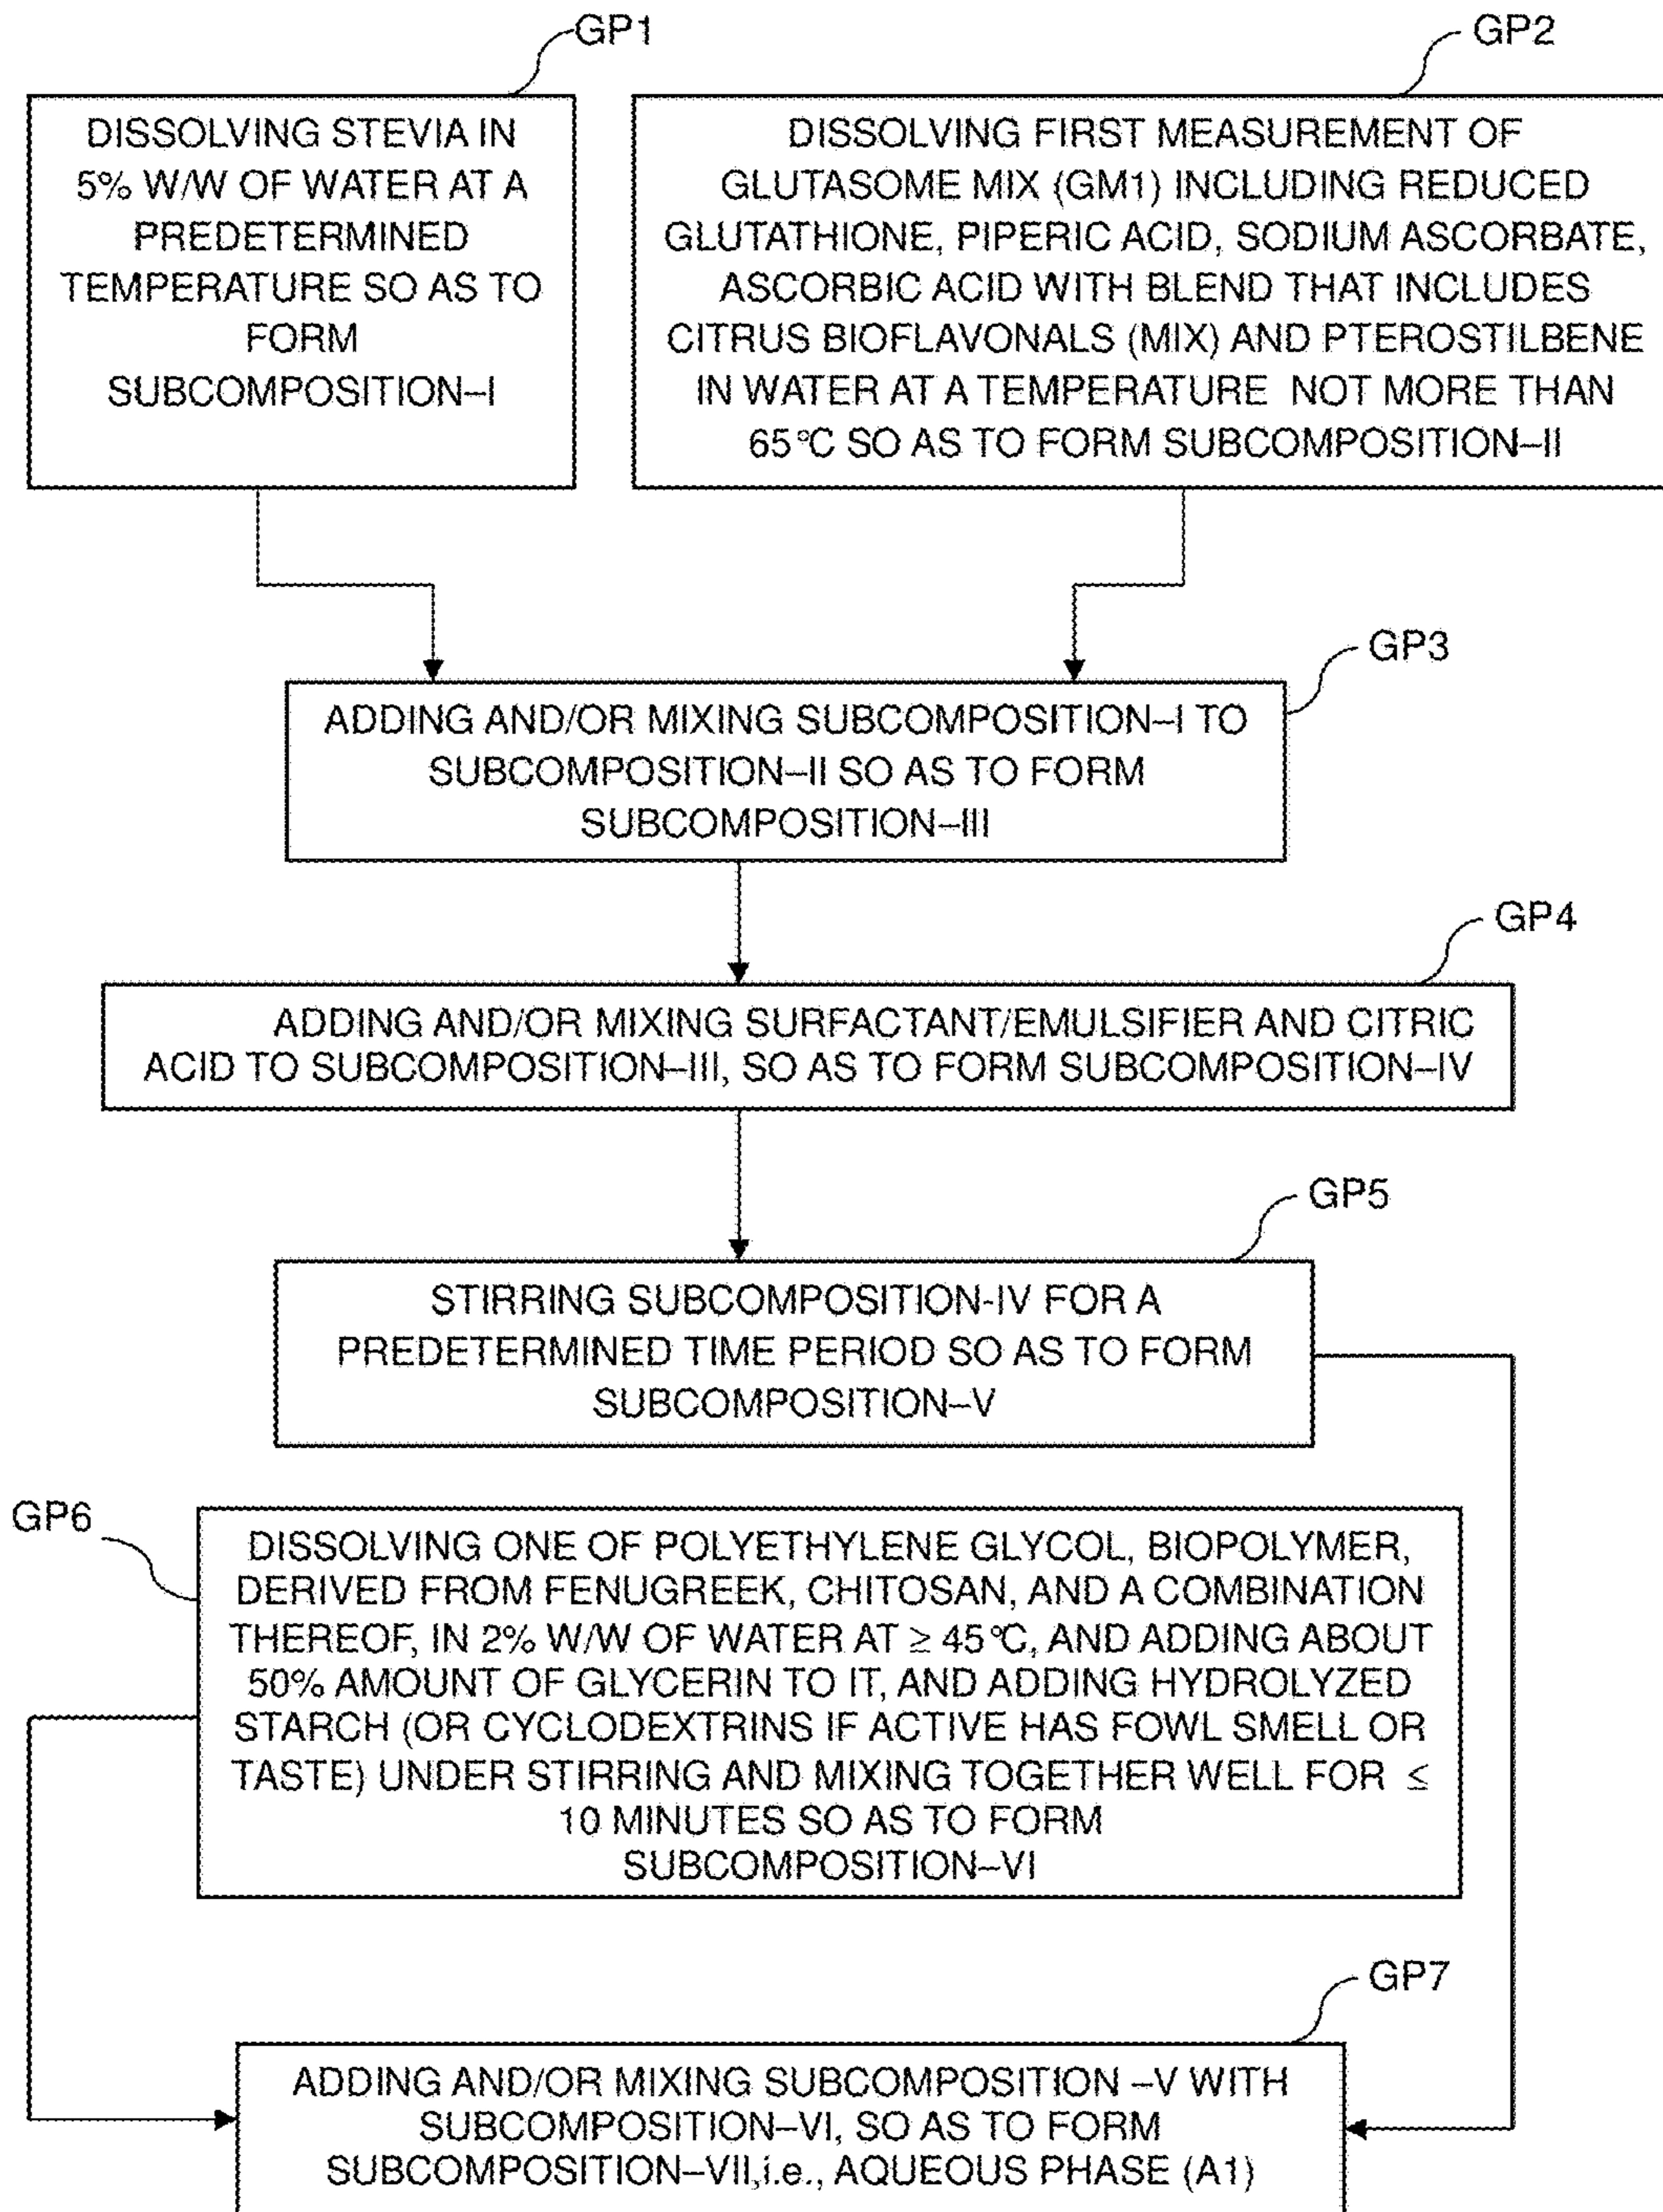 GP1
DISSOLVING STEVIA IN
5% W/W OF WATER AT A
PREDETERMINED
TEMPERATURE SO AS TO
FORM
SUBCOMPOSITION–I
GP2
DISSOLVING FIRST MEASUREMENT OF
GLUTASOME MIX (GM1) INCLUDING REDUCED
GLUTATHIONE, PIPERIC ACID, SODIUM ASCORBATE,
ASCORBIC ACID WITH BLEND THAT INCLUDES
CITRUS BIOFLAVONALS (MIX) AND PTEROSTILBENE
IN WATER AT A TEMPERATURE NOT MORE THAN
65°C SO AS TO FORM SUBCOMPOSITION–II
GP3
ADDING AND/OR MIXING SUBCOMPOSITION–I TO
SUBCOMPOSITION–II SO AS TO FORM
SUBCOMPOSITION–III
GP4
ADDING AND/OR MIXING SURFACTANT/EMULSIFIER AND CITRIC
ACID TO SUBCOMPOSITION–III, SO AS TO FORM SUBCOMPOSITION–IV
GP5
STIRRING SUBCOMPOSITION-IV FOR A
PREDETERMINED TIME PERIOD SO AS TO FORM
SUBCOMPOSITION–V
GP6
DISSOLVING ONE OF POLYETHYLENE GLYCOL, BIOPOLYMER,
DERIVED FROM FENUGREEK, CHITOSAN, AND A COMBINATION
THEREOF, IN 2% W/W OF WATER AT ≥ 45°C, AND ADDING ABOUT
50% AMOUNT OF GLYCERIN TO IT, AND ADDING HYDROLYZED
STARCH (OR CYCLODEXTRINS IF ACTIVE HAS FOWL SMELL OR
TASTE) UNDER STIRRING AND MIXING TOGETHER WELL FOR ≤
10 MINUTES SO AS TO FORM
SUBCOMPOSITION–VI
GP7
ADDING AND/OR MIXING SUBCOMPOSITION –V WITH
SUBCOMPOSITION–VI, SO AS TO FORM
SUBCOMPOSITION–VII,i.e., AQUEOUS PHASE (A1)